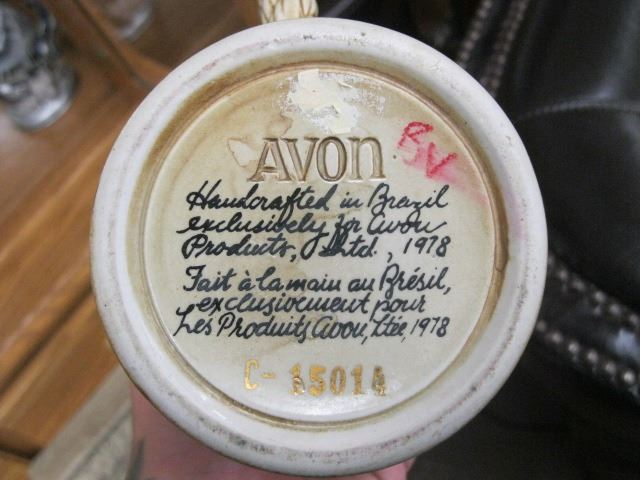 AVON
RV
Handcrafted in Brazil
exclusively for Avon
Products, Ltd., 1978
Fait à la main au Brésil,
exclusivement pour
Les Produits Avon, Ltée, 1978
C-15014